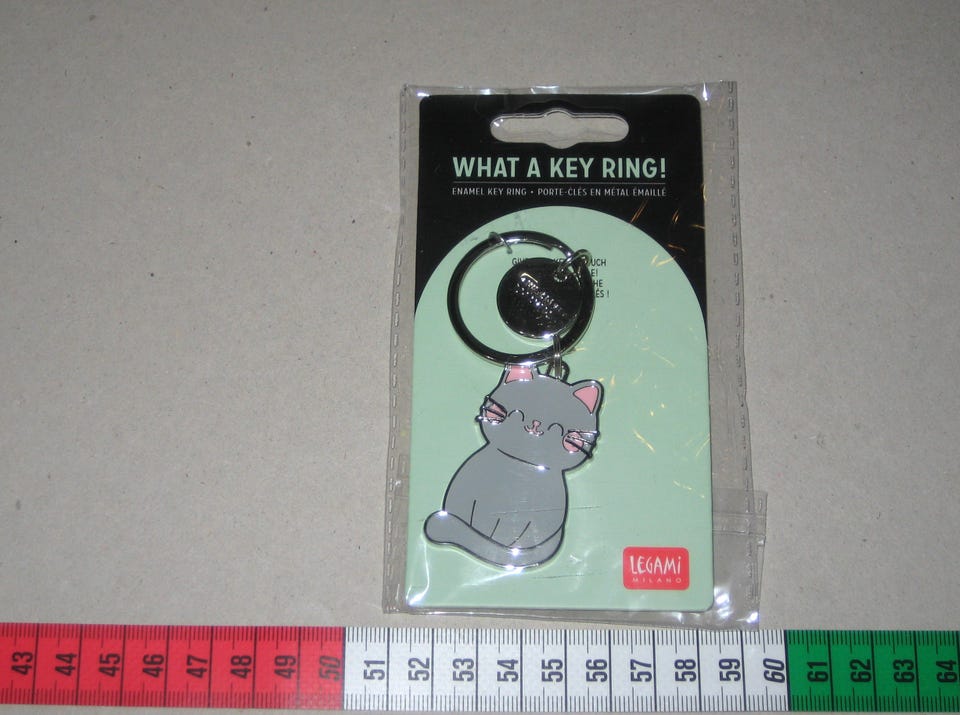 WHAT A KEY RING!
ENAMEL KEY RING • PORTE-CLÉS EN MÉTAL ÉMAILLÉ
LEGAMI
MILANO
43 44 45 46 47 48 49 50 51 52 53 54 55 56 57 58 59 60 61 62 63 64